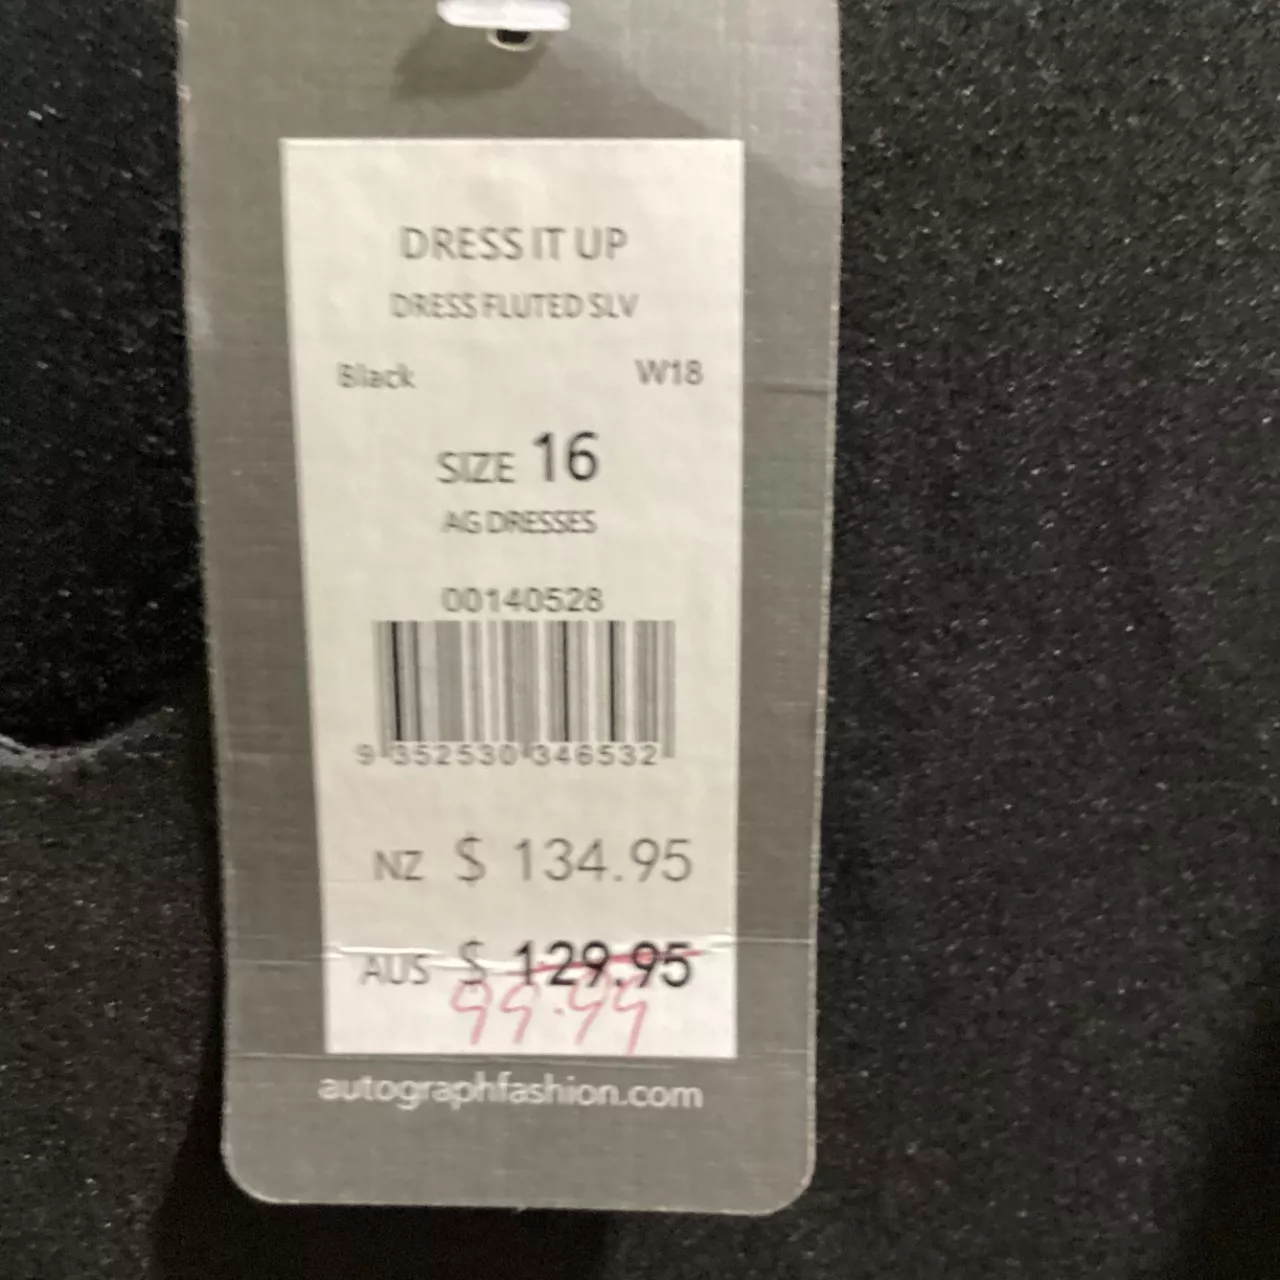 DRESS IT UP
DRESS FLUTED SLV
Black W18
SIZE 16
AG DRESSES
00140528
9 352530 346532
NZ $ 134.95
AUS $ 129.95
99.99
autographfashion.com